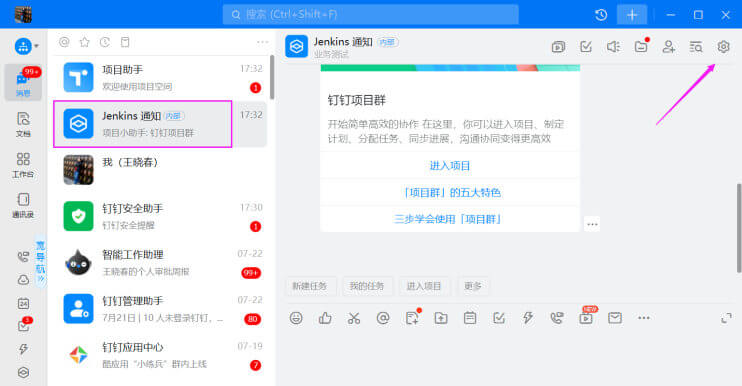 搜索 (Ctrl+Shift+F)
99+
消息
文档
工作台
通讯录
宽导航
24
3
项目助手 17:32
欢迎使用项目空间 1
Jenkins 通知 内部 17:32
项目小助手: 钉钉项目群
我（王晓春）
钉钉安全助手 17:30
钉钉安全提醒 1
智能工作助理 07-22
王晓春的个人审批周报 99+
钉钉管理助手 07-22
7月21日 | 10 人未登录钉钉, ... 80
钉钉应用中心 07-19
酷应用 “小练兵” 群内上线 7
Jenkins 通知 内部
业务测试
钉钉项目群
开始简单高效的协作 在这里，你可以进入项目、制定
计划，分配任务、同步进展，沟通协同变得更高效
进入项目
「项目群」的五大特色
三步学会使用「项目群」
新建任务 我的任务 进入项目 更多
NEW